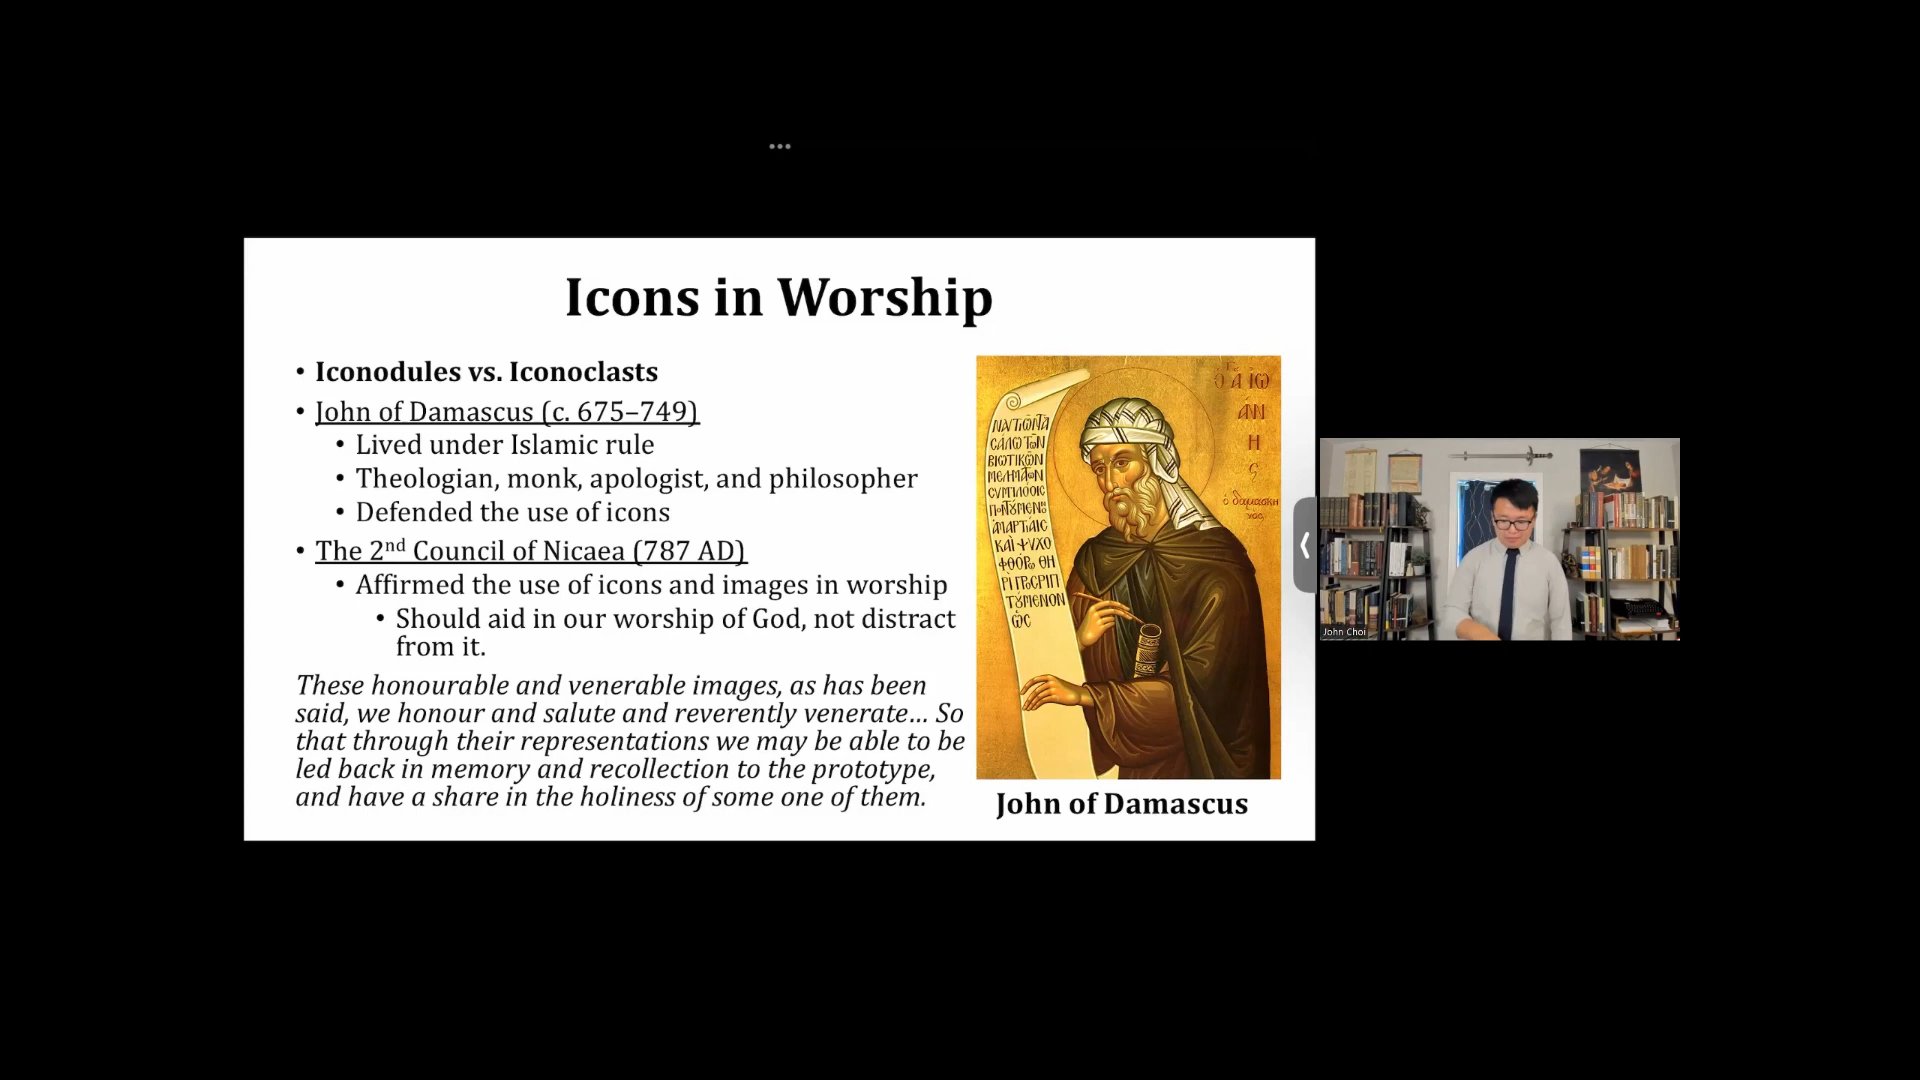 Icons in Worship
• Iconodules vs. Iconoclasts
• John of Damascus (c. 675–749)
• Lived under Islamic rule
• Theologian, monk, apologist, and philosopher
• Defended the use of icons
• The 2nd Council of Nicaea (787 AD)
• Affirmed the use of icons and images in worship
• Should aid in our worship of God, not distract
from it.
These honourable and venerable images, as has been
said, we honour and salute and reverently venerate... So
that through their representations we may be able to be
led back in memory and recollection to the prototype,
and have a share in the holiness of some one of them.
John of Damascus
John Choi